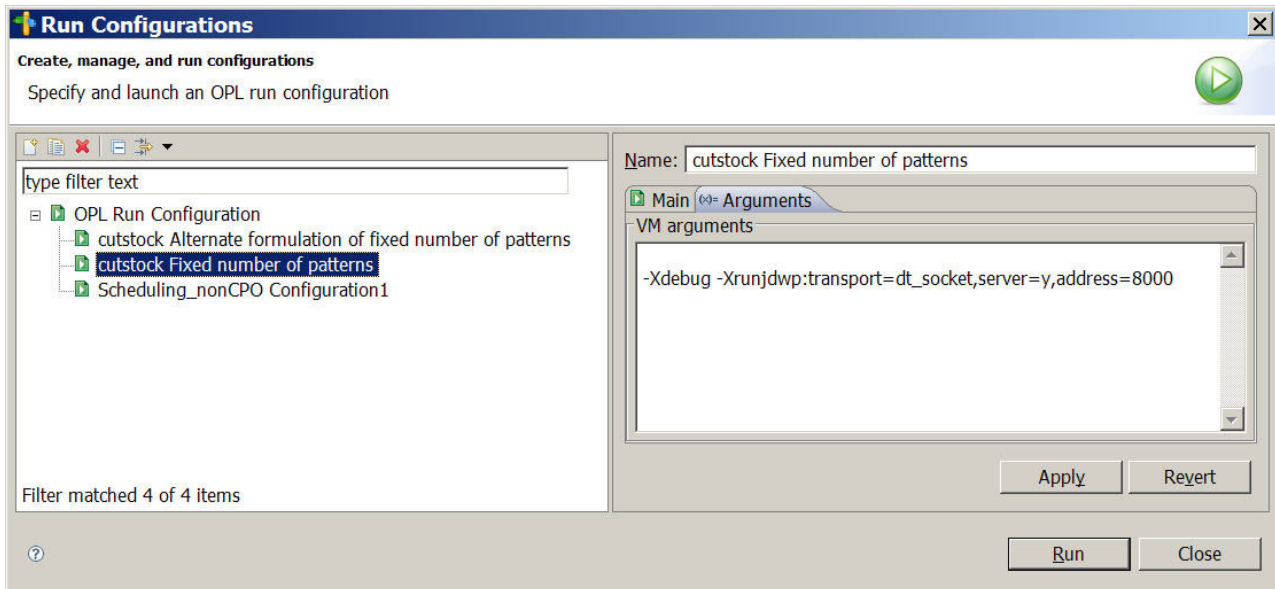 Run Configurations
Create, manage, and run configurations
Specify and launch an OPL run configuration
type filter text
OPL Run Configuration
cutstock Alternate formulation of fixed number of patterns
cutstock Fixed number of patterns
Scheduling_nonCPO Configuration1
Filter matched 4 of 4 items
Name: cutstock Fixed number of patterns
Main (x)= Arguments
VM arguments
-Xdebug -Xrunjdwp:transport=dt_socket,server=y,address=8000
Apply Revert
? Run Close